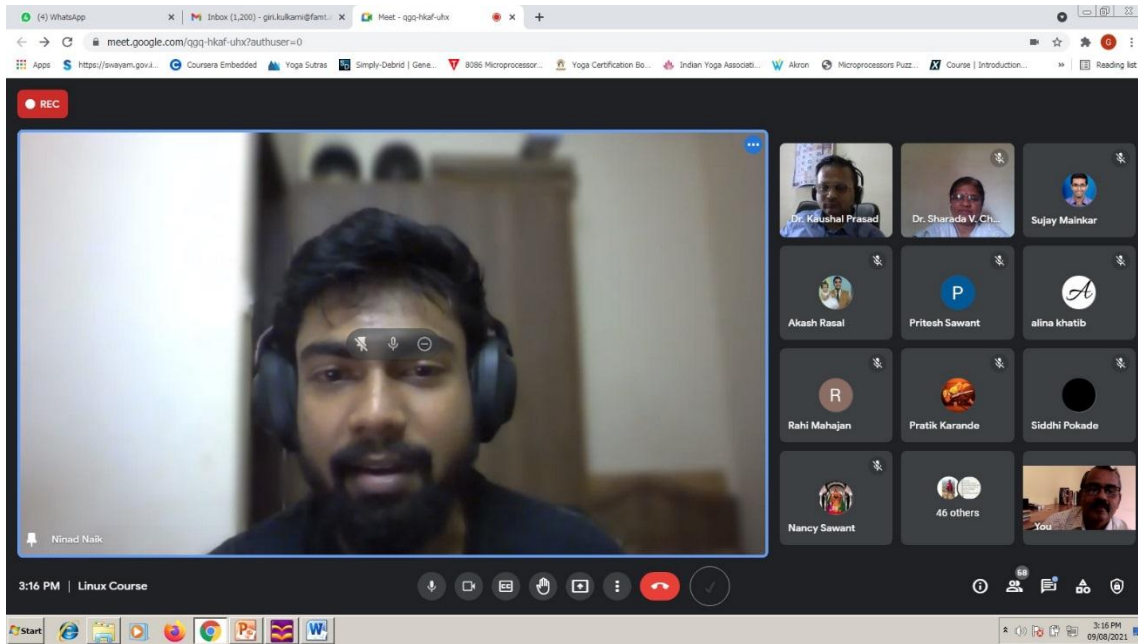 (4) WhatsApp
Inbox (1,200) - giri.kulkarni@famt.
Meet - qgq-hkaf-uhx
meet.google.com/qgq-hkaf-uhx?authuser=0
G
Apps
https://swayam.gov.i...
Coursera Embedded
Yoga Sutras
Simply-Debrid | Gene...
8086 Microprocessor...
Yoga Certification Bo...
Indian Yoga Associati...
Akron
Microprocessors Puzz...
Course | Introduction...
Reading list
REC
Dr. Kaushal Prasad
Dr. Sharada V. Ch...
Sujay Mainkar
P
A
Akash Rasal
Pritesh Sawant
alina khatib
R
Rahi Mahajan
Pratik Karande
Siddhi Pokade
46 others
Nancy Sawant
You
Ninad Naik
3:16 PM | Linux Course
CC
68
Start
3:16 PM
09/08/2021